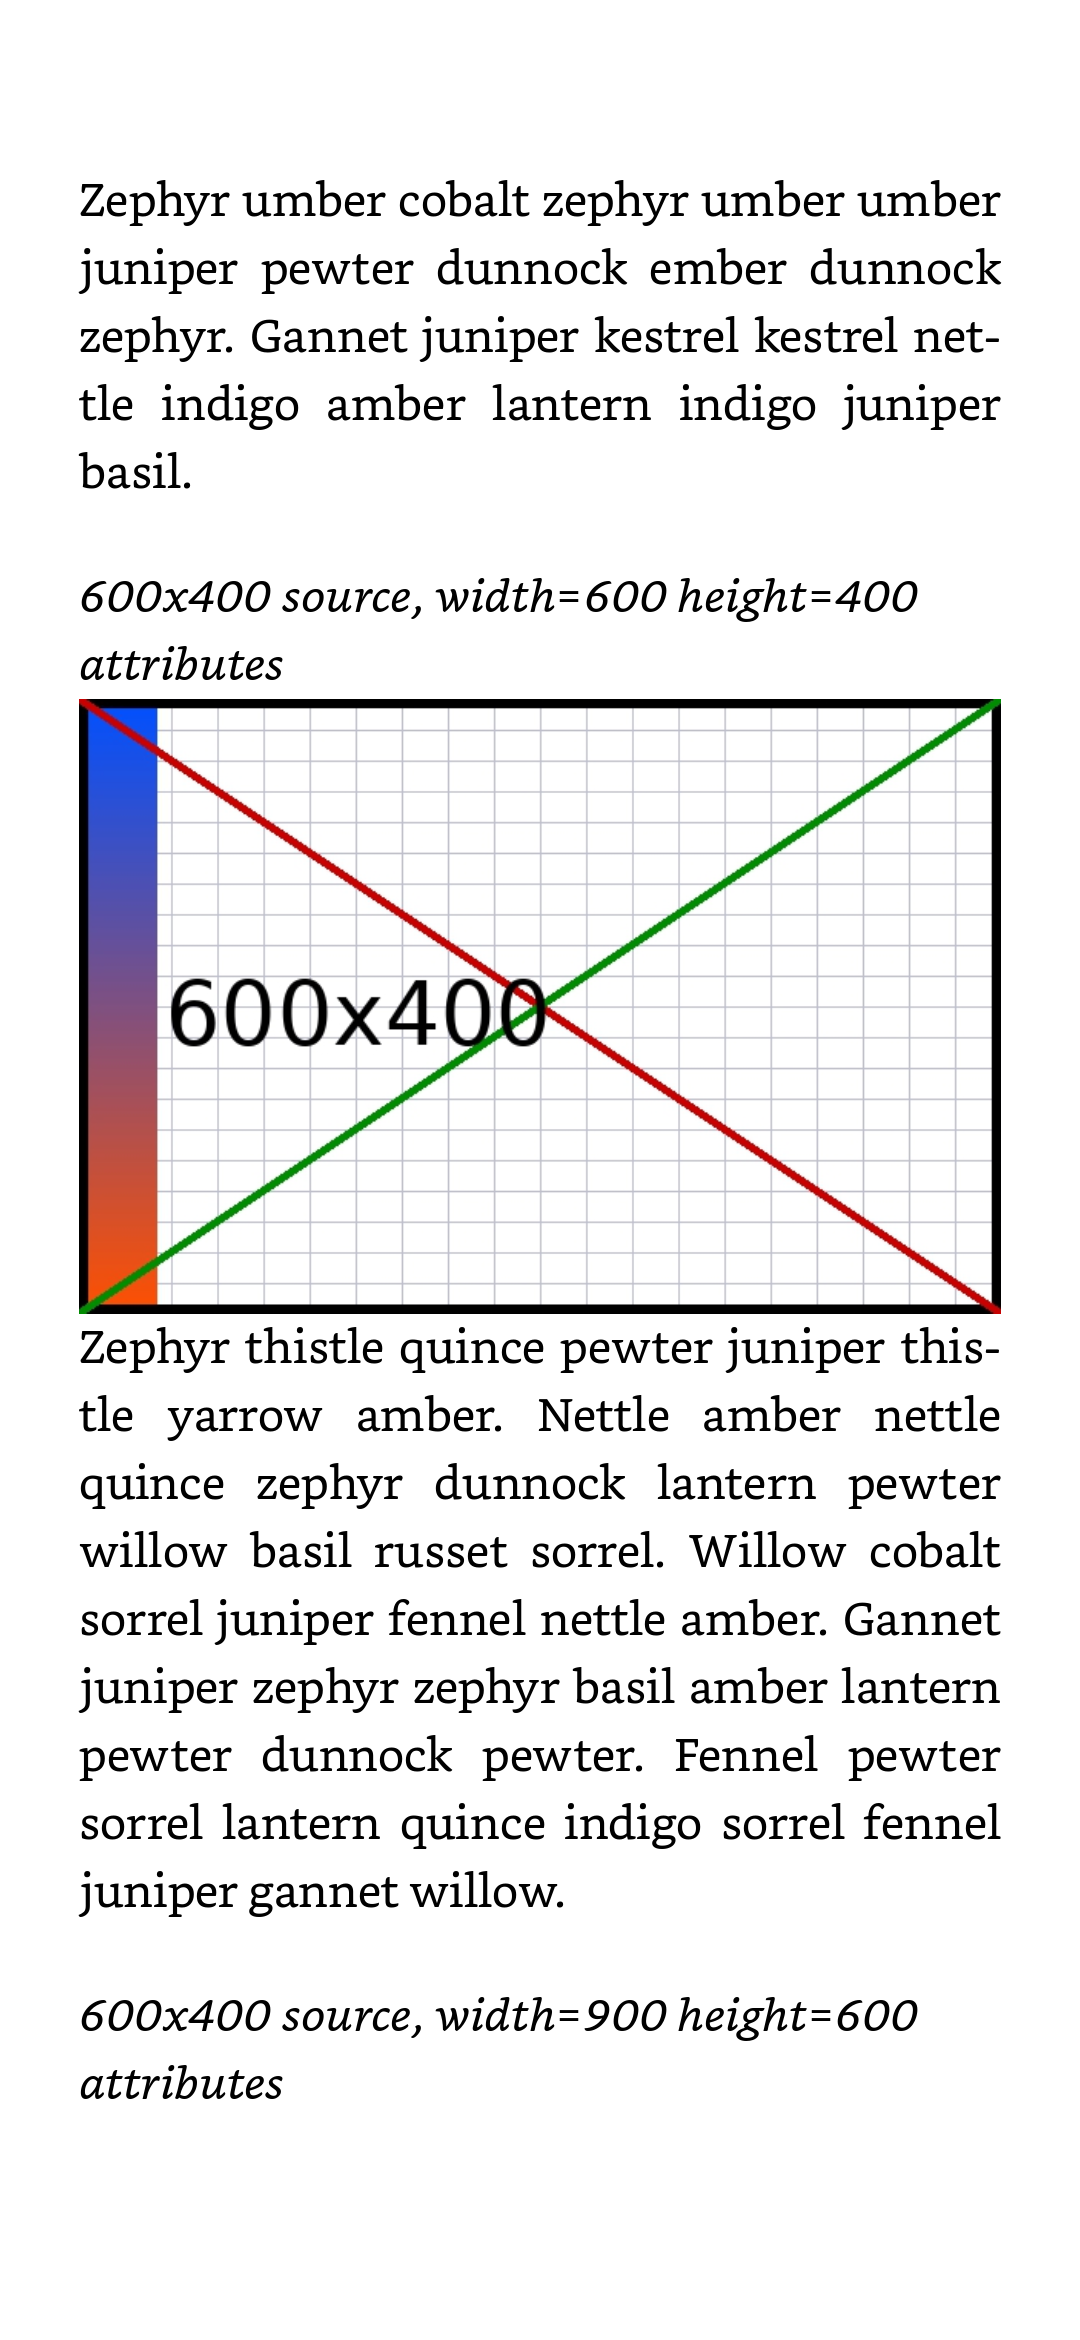 Zephyr umber cobalt zephyr umber umber
juniper pewter dunnock ember dunnock
zephyr. Gannet juniper kestrel kestrel net-
tle indigo amber lantern indigo juniper
basil.
600x400 source, width=600 height=400
attributes
600x400
Zephyr thistle quince pewter juniper this-
tle yarrow amber. Nettle amber nettle
quince zephyr dunnock lantern pewter
willow basil russet sorrel. Willow cobalt
sorrel juniper fennel nettle amber. Gannet
juniper zephyr zephyr basil amber lantern
pewter dunnock pewter. Fennel pewter
sorrel lantern quince indigo sorrel fennel
juniper gannet willow.
600x400 source, width=900 height=600
attributes